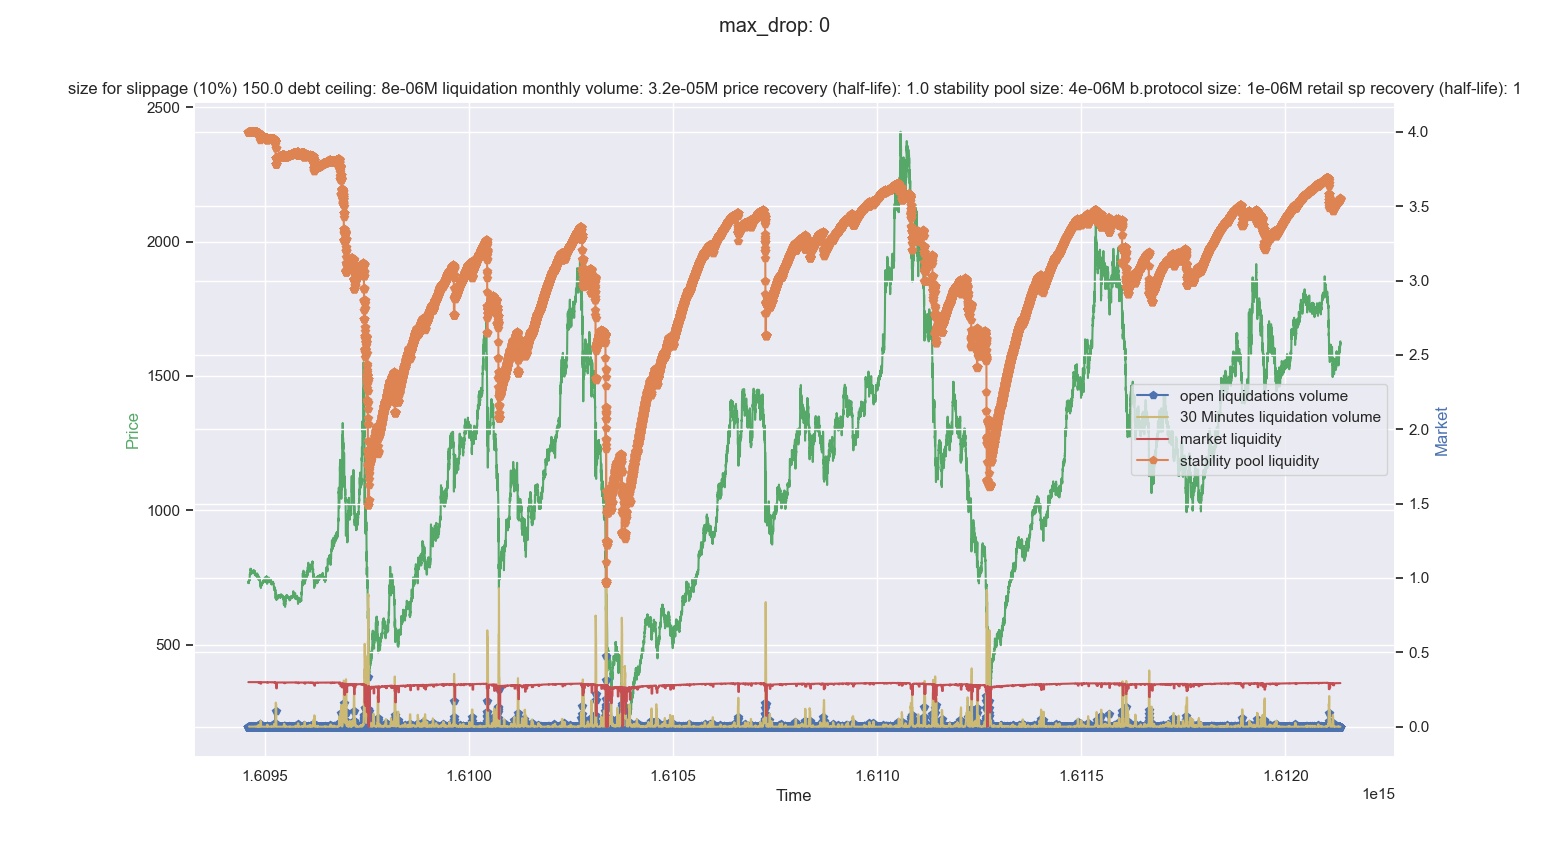 max_drop: 0
size for slippage (10%) 150.0 debt ceiling: 8e-06M liquidation monthly volume: 3.2e-05M price recovery (half-life): 1.0 stability pool size: 4e-06M b.protocol size: 1e-06M retail sp recovery (half-life): 1
2500
2000
1500
1000
500
Price
4.0
3.5
3.0
2.5
2.0
1.5
1.0
0.5
0.0
Market
open liquidations volume
30 Minutes liquidation volume
market liquidity
stability pool liquidity
1.6095 1.6100 1.6105 1.6110 1.6115 1.6120
Time
1e15